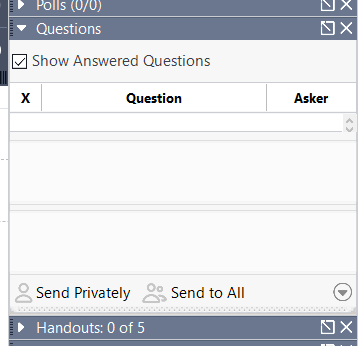 Polls (0/0)
Questions
Show Answered Questions
X Question Asker
Send Privately Send to All
Handouts: 0 of 5